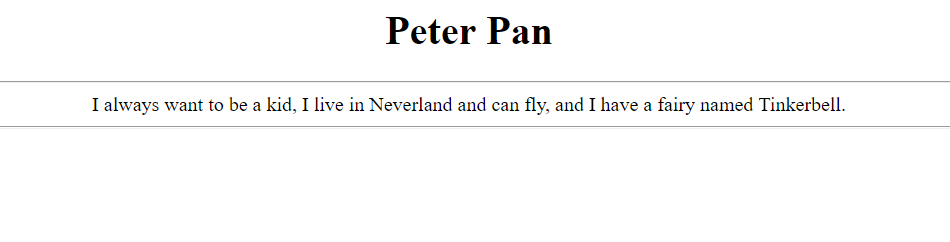 Peter Pan
I always want to be a kid, I live in Neverland and can fly, and I have a fairy named Tinkerbell.